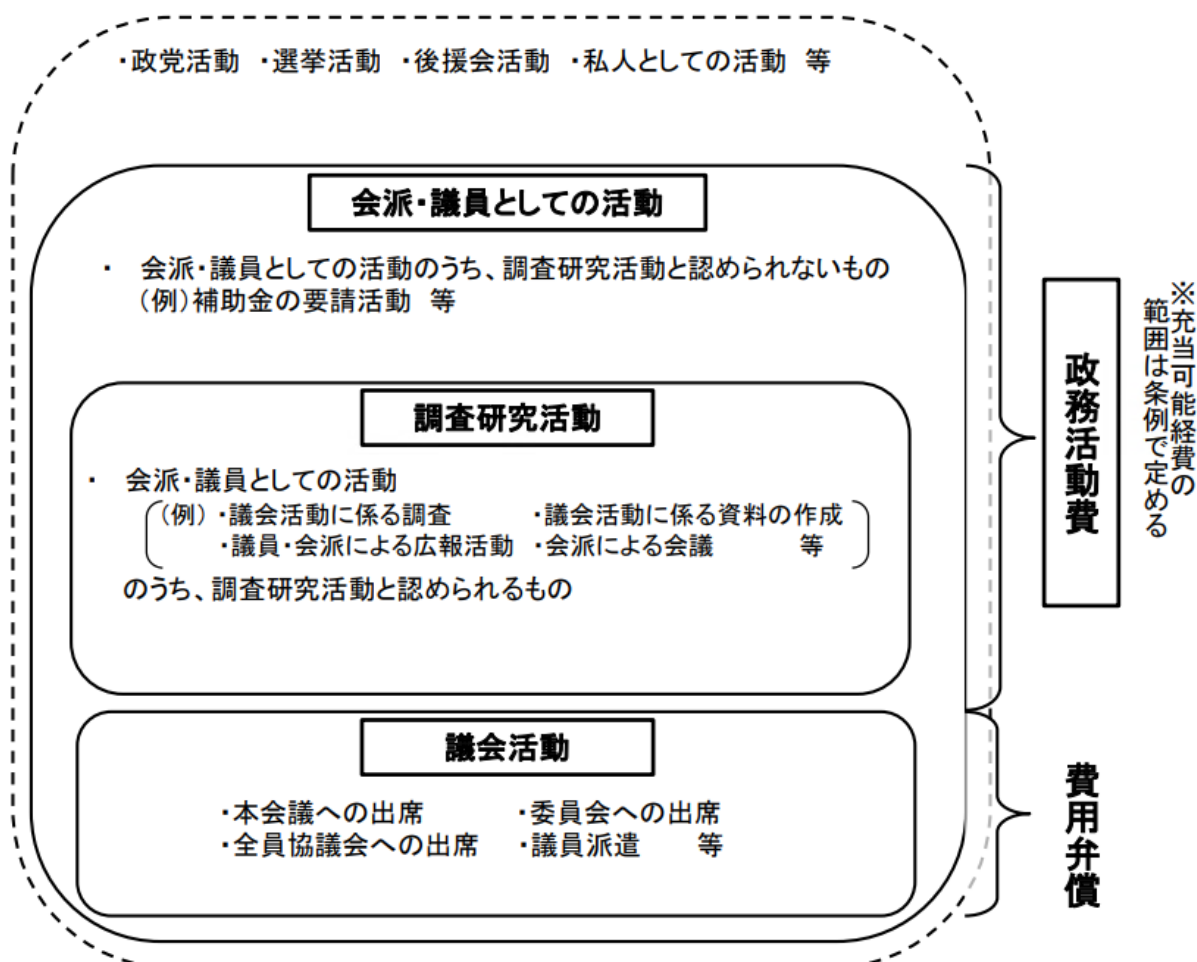 ・政党活動 ・選挙活動 ・後援会活動 ・私人としての活動 等
会派・議員としての活動
・ 会派・議員としての活動のうち、調査研究活動と認められないもの
(例)補助金の要請活動 等
調査研究活動
・ 会派・議員としての活動
(例) ・議会活動に係る調査 ・議会活動に係る資料の作成
・議員・会派による広報活動 ・会派による会議 等
のうち、調査研究活動と認められるもの
議会活動
・本会議への出席 ・委員会への出席
・全員協議会への出席 ・議員派遣 等
※充当可能経費の
範囲は条例で定める
政務活動費
費用弁償